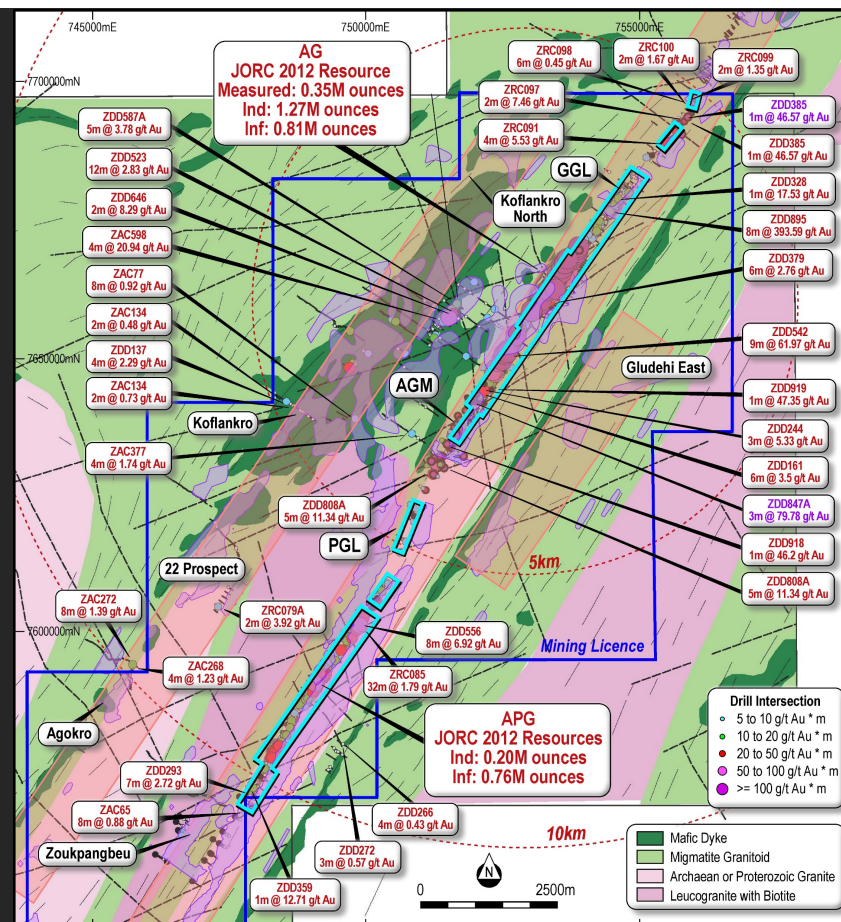 745000mE
750000mE
755000mE
7700000mN
7650000mN
7600000mN
AG
JORC 2012 Resource
Measured: 0.35M ounces
Ind: 1.27M ounces
Inf: 0.81M ounces
ZRC098
6m @ 0.45 g/t Au
ZRC100
2m @ 1.67 g/t Au
ZRC099
2m @ 1.35 g/t Au
ZRC097
2m @ 7.46 g/t Au
ZRC091
4m @ 5.53 g/t Au
ZDD385
1m @ 46.57 g/t Au
ZDD385
1m @ 46.57 g/t Au
ZDD328
1m @ 17.53 g/t Au
ZDD895
8m @ 393.59 g/t Au
ZDD379
6m @ 2.76 g/t Au
ZDD542
9m @ 61.97 g/t Au
ZDD919
1m @ 47.35 g/t Au
ZDD244
3m @ 5.33 g/t Au
ZDD161
6m @ 3.5 g/t Au
ZDD847A
3m @ 79.78 g/t Au
ZDD918
1m @ 46.2 g/t Au
ZDD808A
5m @ 11.34 g/t Au
ZDD587A
5m @ 3.78 g/t Au
ZDD523
12m @ 2.83 g/t Au
ZDD646
2m @ 8.29 g/t Au
ZAC598
4m @ 20.94 g/t Au
ZAC77
8m @ 0.92 g/t Au
ZAC134
2m @ 0.48 g/t Au
ZDD137
4m @ 2.29 g/t Au
ZAC134
2m @ 0.73 g/t Au
ZAC377
4m @ 1.74 g/t Au
GGL
Koflankro
North
Gludehi East
AGM
Koflankro
ZDD808A
5m @ 11.34 g/t Au
PGL
5km
22 Prospect
ZAC272
8m @ 1.39 g/t Au
ZRC079A
2m @ 3.92 g/t Au
ZDD556
8m @ 6.92 g/t Au
Mining Licence
ZAC268
4m @ 1.23 g/t Au
ZRC085
32m @ 1.79 g/t Au
Agokro
APG
JORC 2012 Resources
Ind: 0.20M ounces
Inf: 0.76M ounces
ZDD293
7m @ 2.72 g/t Au
ZAC65
8m @ 0.88 g/t Au
Zoukpangbeu
ZDD266
4m @ 0.43 g/t Au
ZDD272
3m @ 0.57 g/t Au
ZDD359
1m @ 12.71 g/t Au
10km
N
0
2500m
Drill Intersection
5 to 10 g/t Au * m
10 to 20 g/t Au * m
20 to 50 g/t Au * m
50 to 100 g/t Au * m
>= 100 g/t Au * m
Mafic Dyke
Migmatite Granitoid
Archaean or Proterozoic Granite
Leucogranite with Biotite